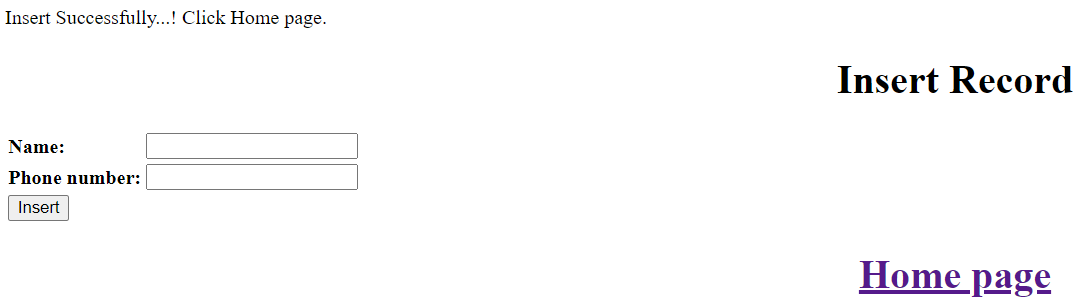 Insert Successfully...! Click Home page.
Insert Record
Name:
Phone number:
Insert
Home page